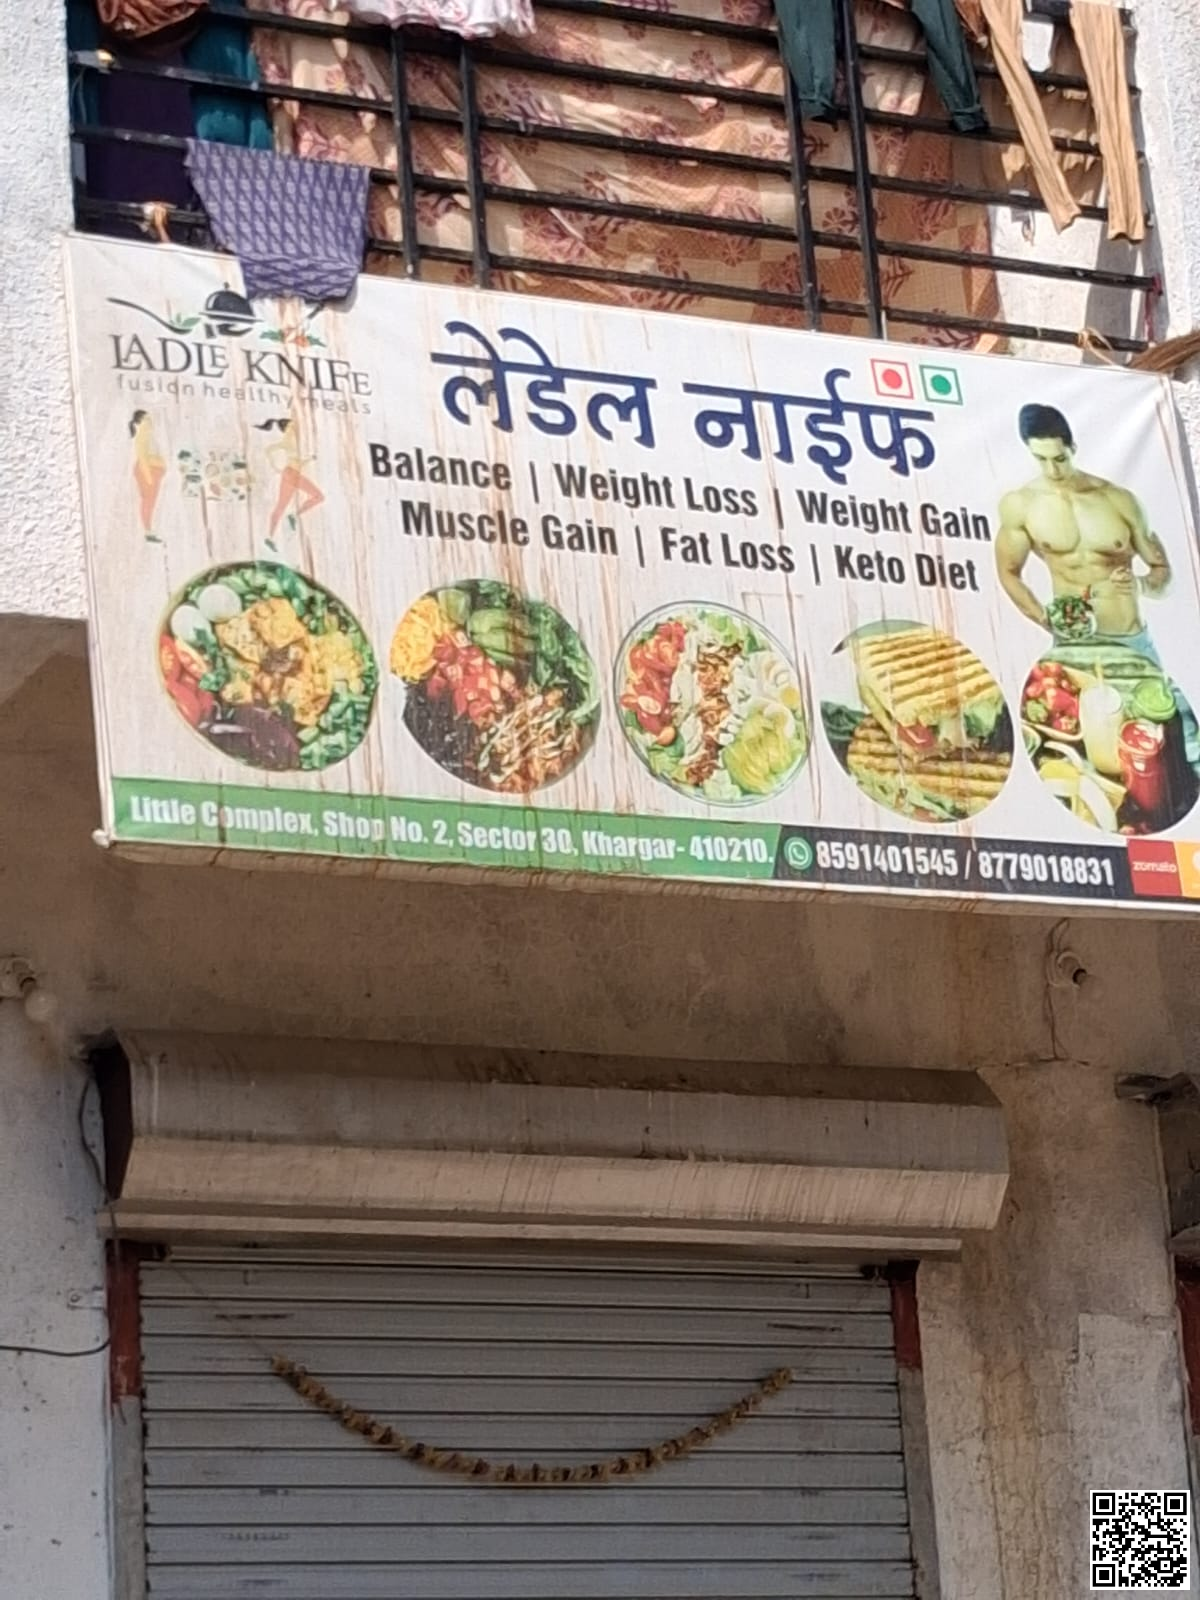 LADLE KNIFE
fusion healthy meals
लेडेल नाईफ
Balance | Weight Loss | Weight Gain
Muscle Gain | Fat Loss | Keto Diet
Little Complex, Shop No. 2, Sector 30, Khargar- 410210.
8591401545 / 8779018831
zomato